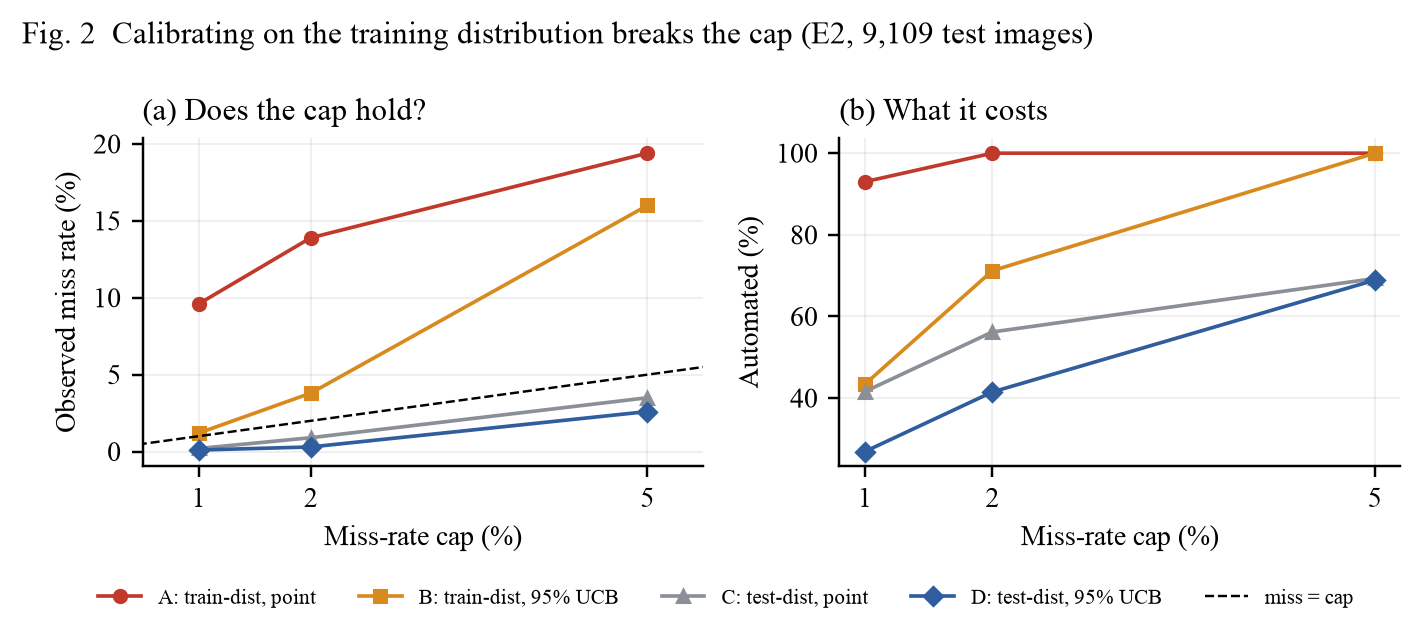 Fig. 2  Calibrating on the training distribution breaks the cap (E2, 9,109 test images)
(a) Does the cap hold?
Observed miss rate (%)
20
15
10
5
0
1 2 5
Miss-rate cap (%)
(b) What it costs
Automated (%)
100
80
60
40
1 2 5
Miss-rate cap (%)
A: train-dist, point
B: train-dist, 95% UCB
C: test-dist, point
D: test-dist, 95% UCB
miss = cap